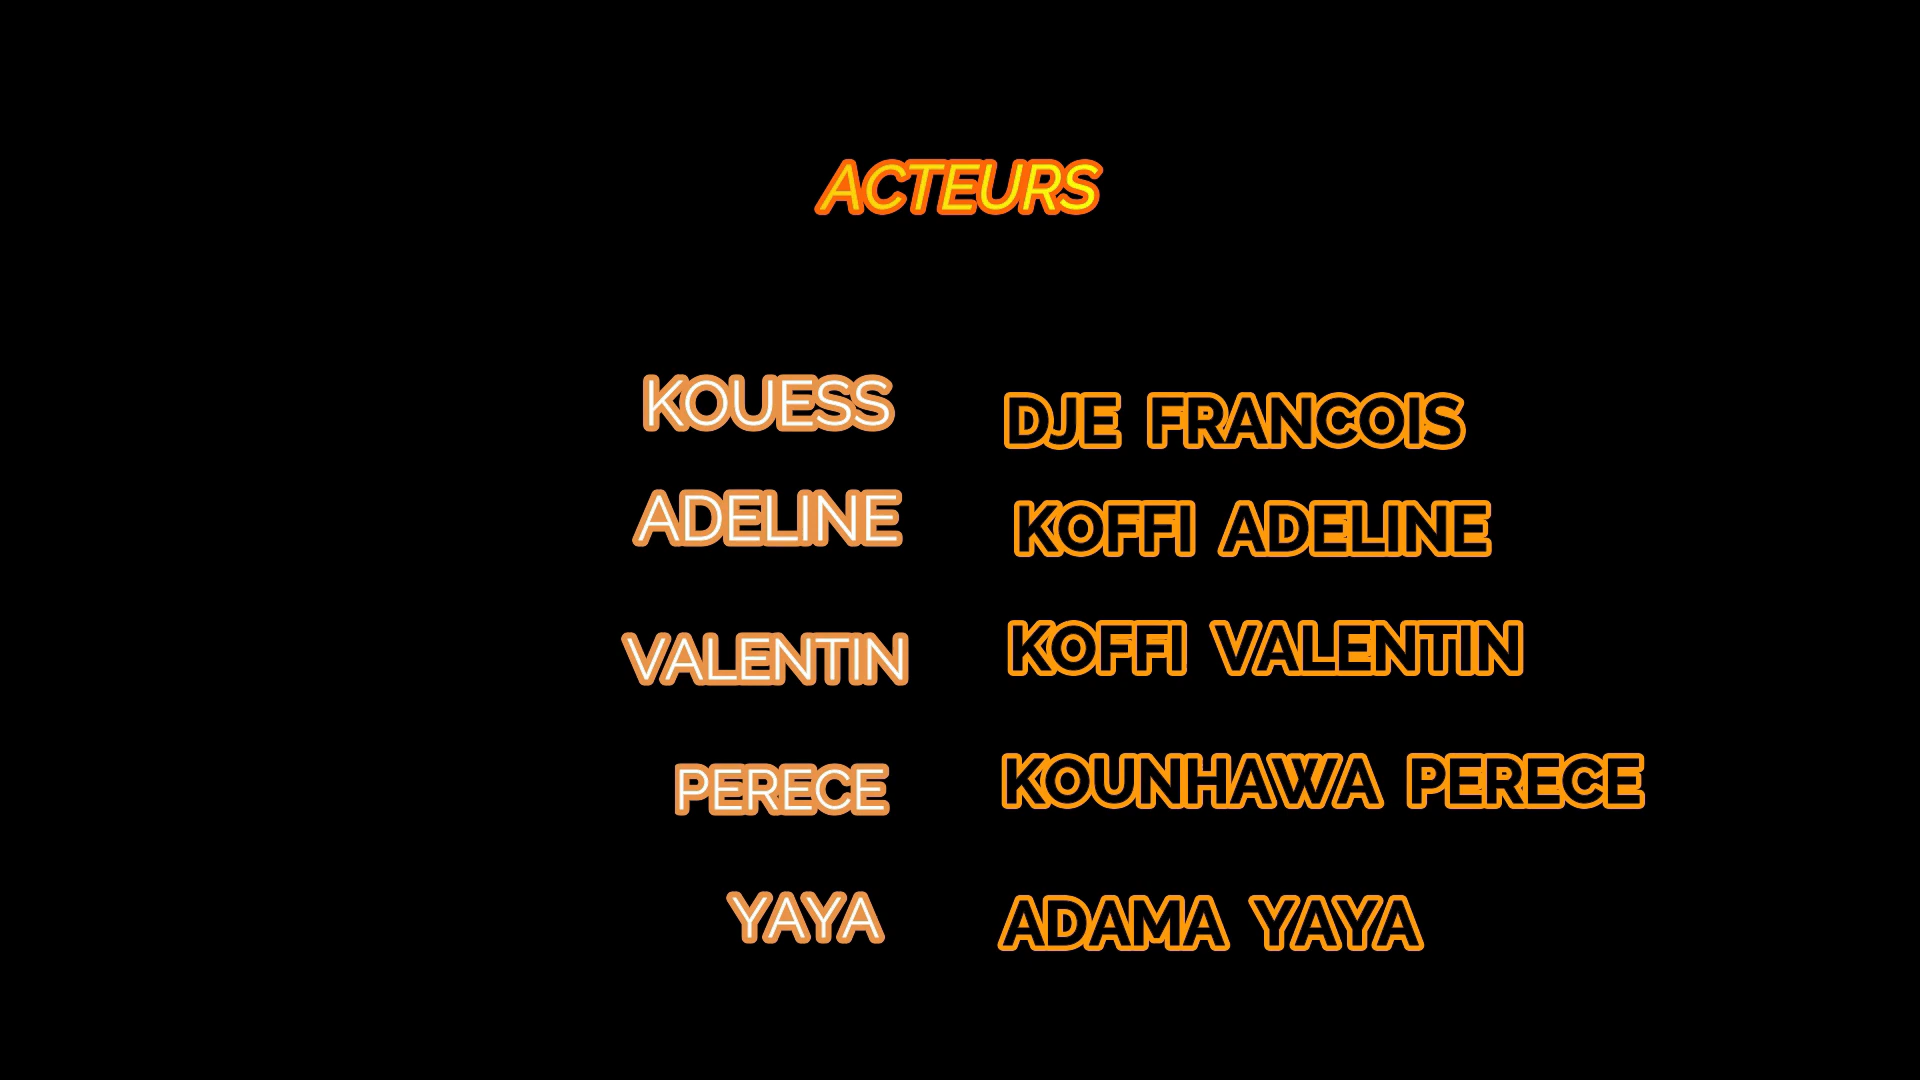 ACTEURS
KOUESS DJE FRANCOIS
ADELINE KOFFI ADELINE
VALENTIN KOFFI VALENTIN
PERECE KOUNHAWA PERECE
YAYA ADAMA YAYA